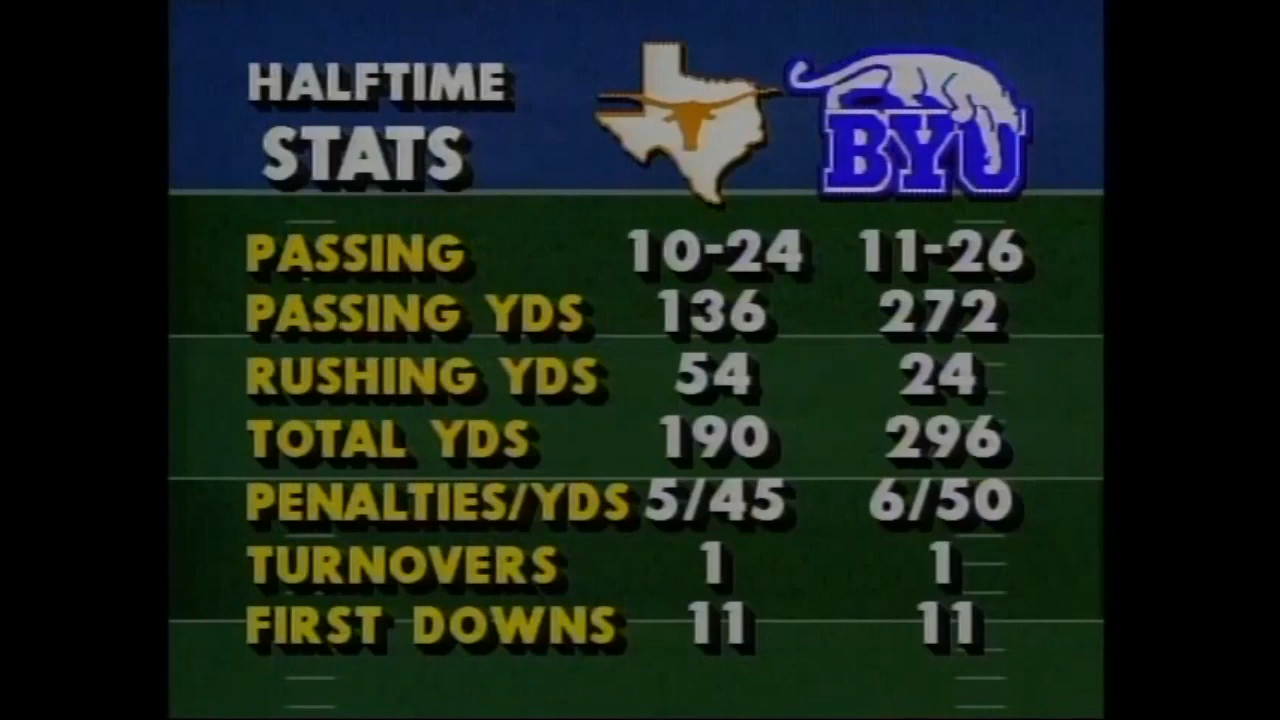 HALFTIME
STATS
BYU
PASSING 10-24 11-26
PASSING YDS 136 272
RUSHING YDS 54 24
TOTAL YDS 190 296
PENALTIES/YDS 5/45 6/50
TURNOVERS 1 1
FIRST DOWNS 11 11